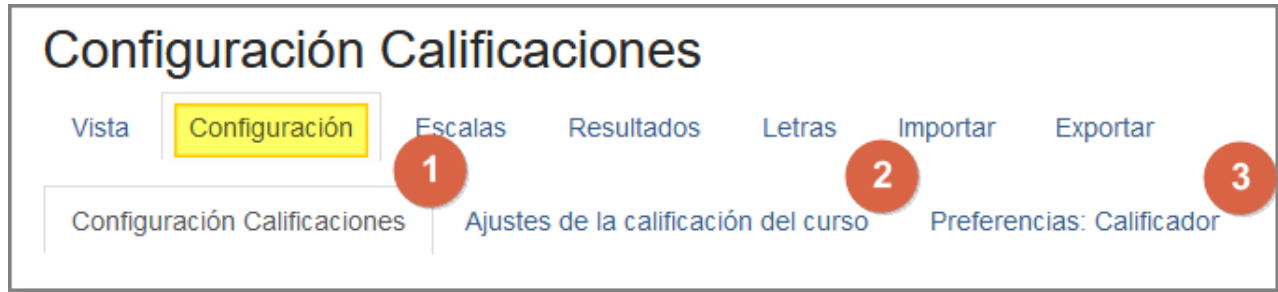 Configuración Calificaciones
Vista Configuración Escalas Resultados Letras Importar Exportar
1 2 3
Configuración Calificaciones Ajustes de la calificación del curso Preferencias: Calificador